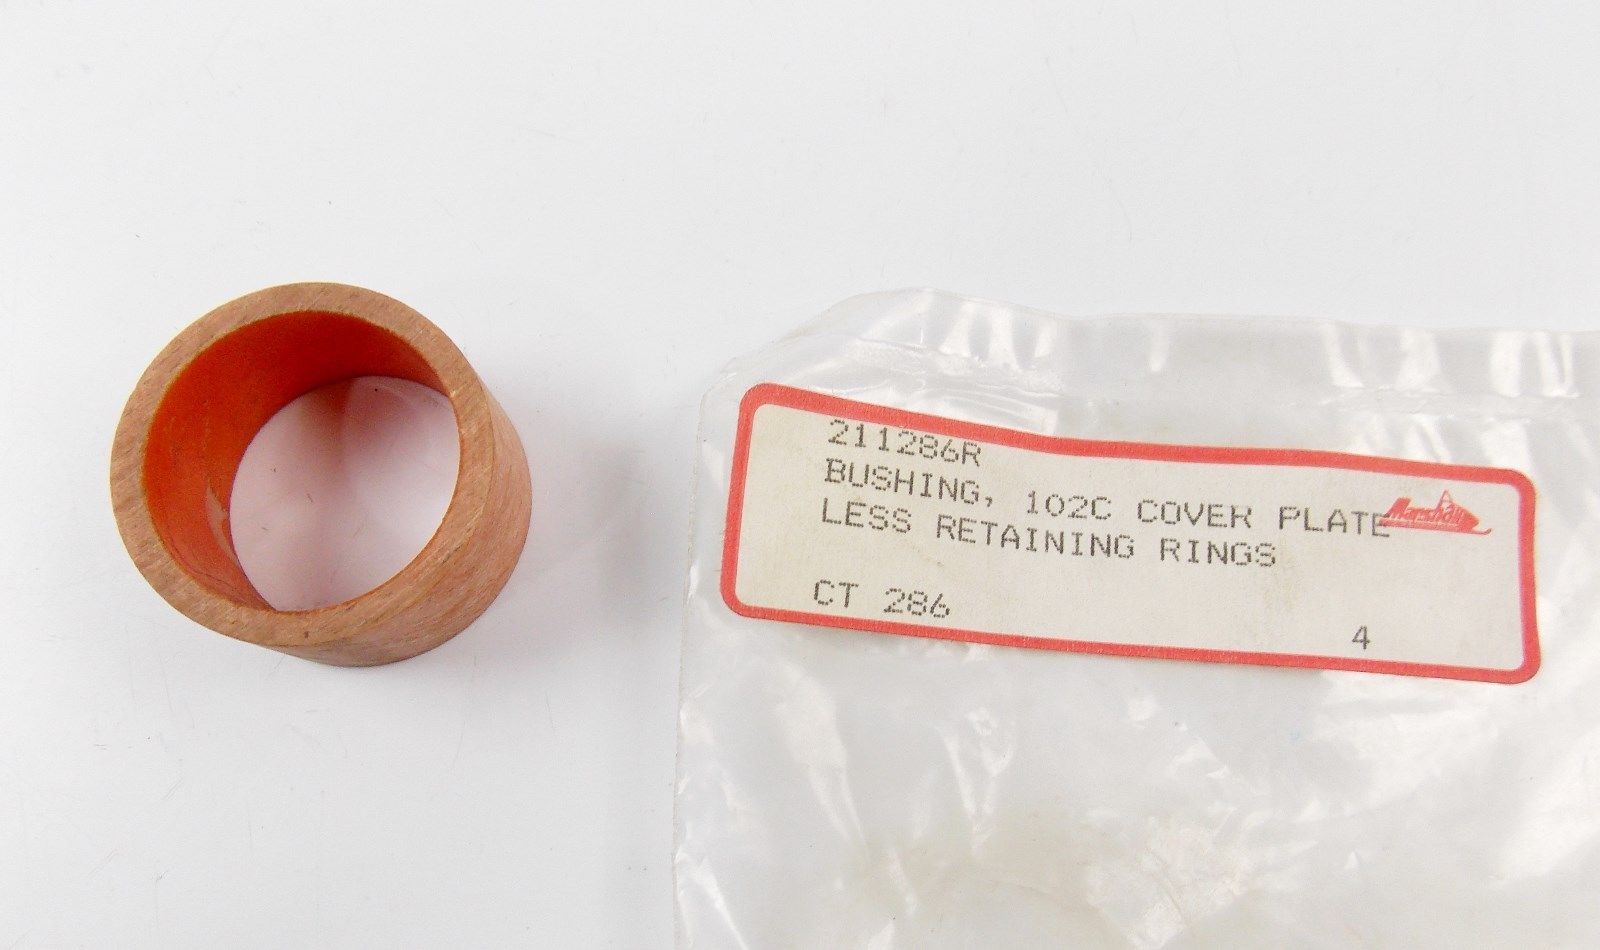 211286R
BUSHING, 102C COVER PLATE
LESS RETAINING RINGS
CT 286
4